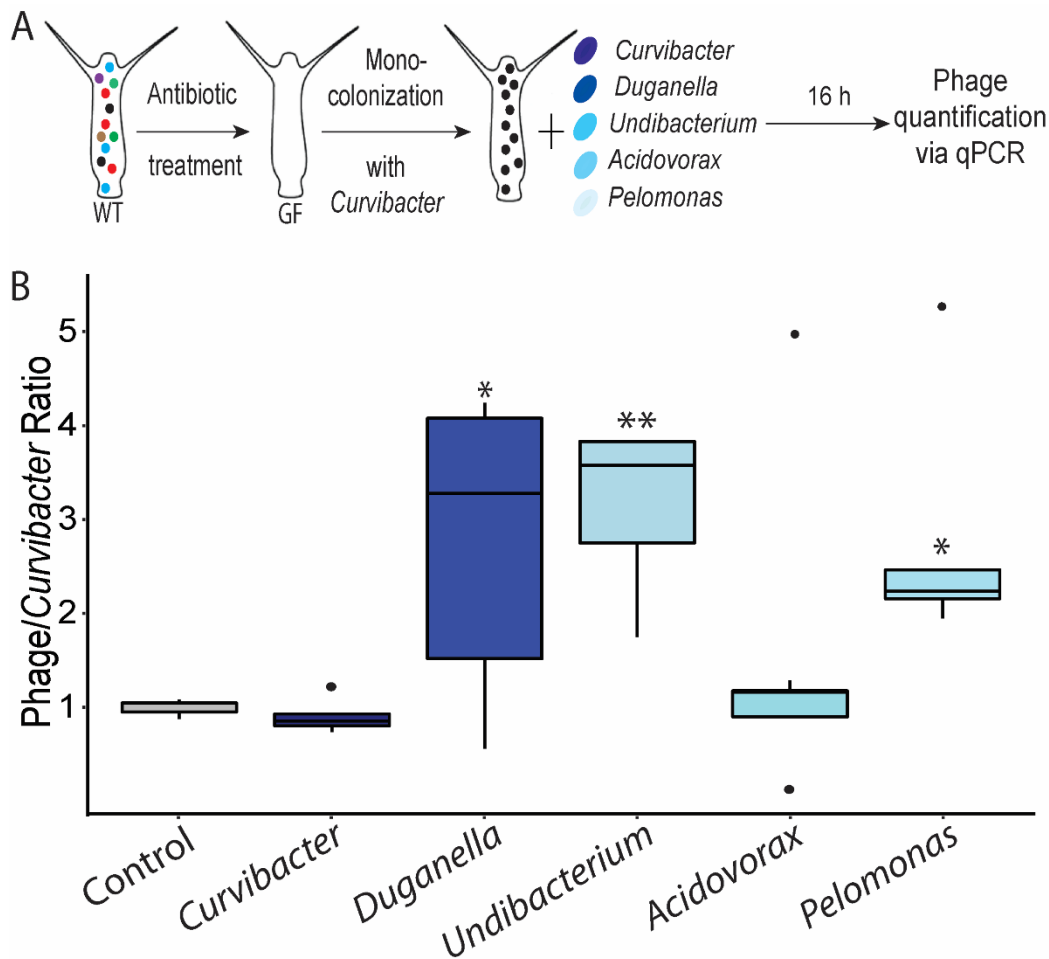 A
WT
Antibiotic
treatment
GF
Mono-
colonization
with
Curvibacter
+
Curvibacter
Duganella
Undibacterium
Acidovorax
Pelomonas
16 h
Phage
quantification
via qPCR
B
Phage/Curvibacter Ratio
5
4
3
2
1
*
**
*
Control
Curvibacter
Duganella
Undibacterium
Acidovorax
Pelomonas